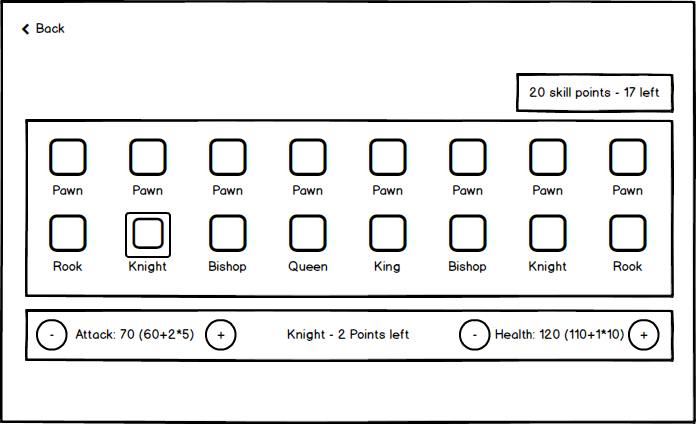 Back
20 skill points - 17 left
Pawn Pawn Pawn Pawn Pawn Pawn Pawn Pawn
Rook Knight Bishop Queen King Bishop Knight Rook
- Attack: 70 (60+2*5) + Knight - 2 Points left - Health: 120 (110+1*10) +